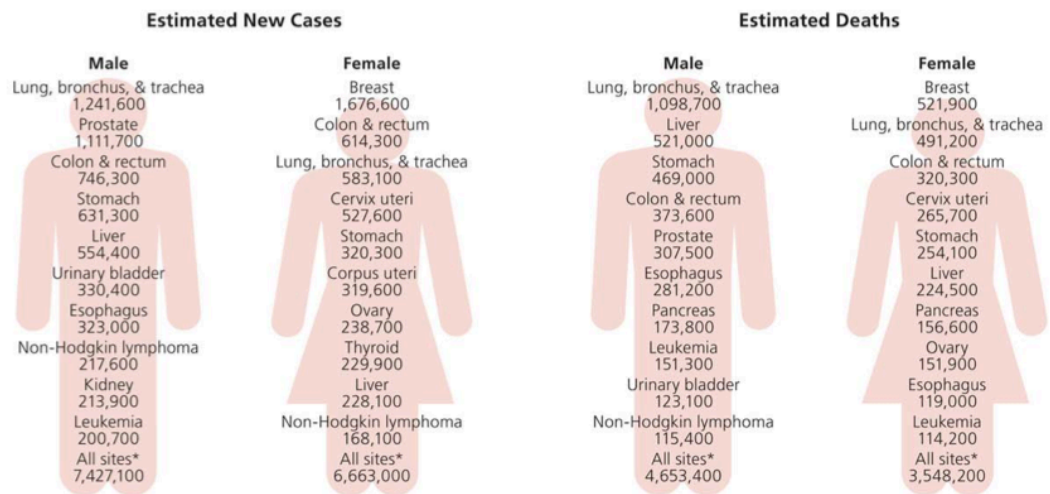 Estimated New Cases
Male
Lung, bronchus, & trachea
1,241,600
Prostate
1,111,700
Colon & rectum
746,300
Stomach
631,300
Liver
554,400
Urinary bladder
330,400
Esophagus
323,000
Non-Hodgkin lymphoma
217,600
Kidney
213,900
Leukemia
200,700
All sites*
7,427,100
Female
Breast
1,676,600
Colon & rectum
614,300
Lung, bronchus, & trachea
583,100
Cervix uteri
527,600
Stomach
320,300
Corpus uteri
319,600
Ovary
238,700
Thyroid
229,900
Liver
228,100
Non-Hodgkin lymphoma
168,100
All sites*
6,663,000
Estimated Deaths
Male
Lung, bronchus, & trachea
1,098,700
Liver
521,000
Stomach
469,000
Colon & rectum
373,600
Prostate
307,500
Esophagus
281,200
Pancreas
173,800
Leukemia
151,300
Urinary bladder
123,100
Non-Hodgkin lymphoma
115,400
All sites*
4,653,400
Female
Breast
521,900
Lung, bronchus, & trachea
491,200
Colon & rectum
320,300
Cervix uteri
265,700
Stomach
254,100
Liver
224,500
Pancreas
156,600
Ovary
151,900
Esophagus
119,000
Leukemia
114,200
All sites*
3,548,200